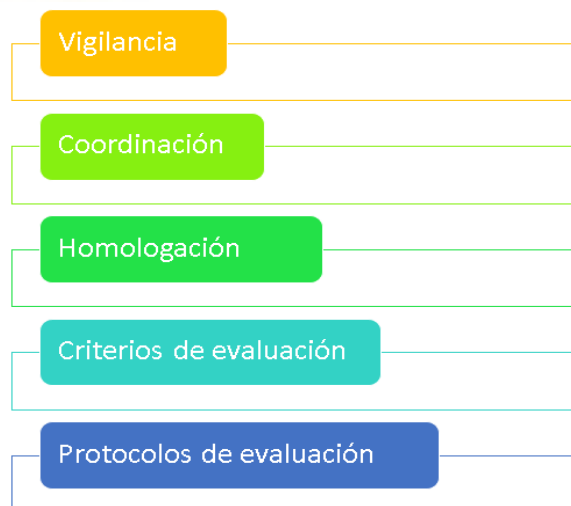 Vigilancia
Coordinación
Homologación
Criterios de evaluación
Protocolos de evaluación